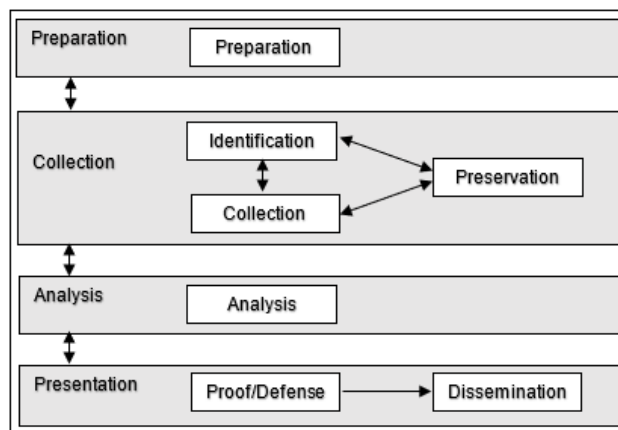 Preparation
Preparation
Collection
Identification
Collection
Preservation
Analysis
Analysis
Presentation
Proof/Defense
Dissemination